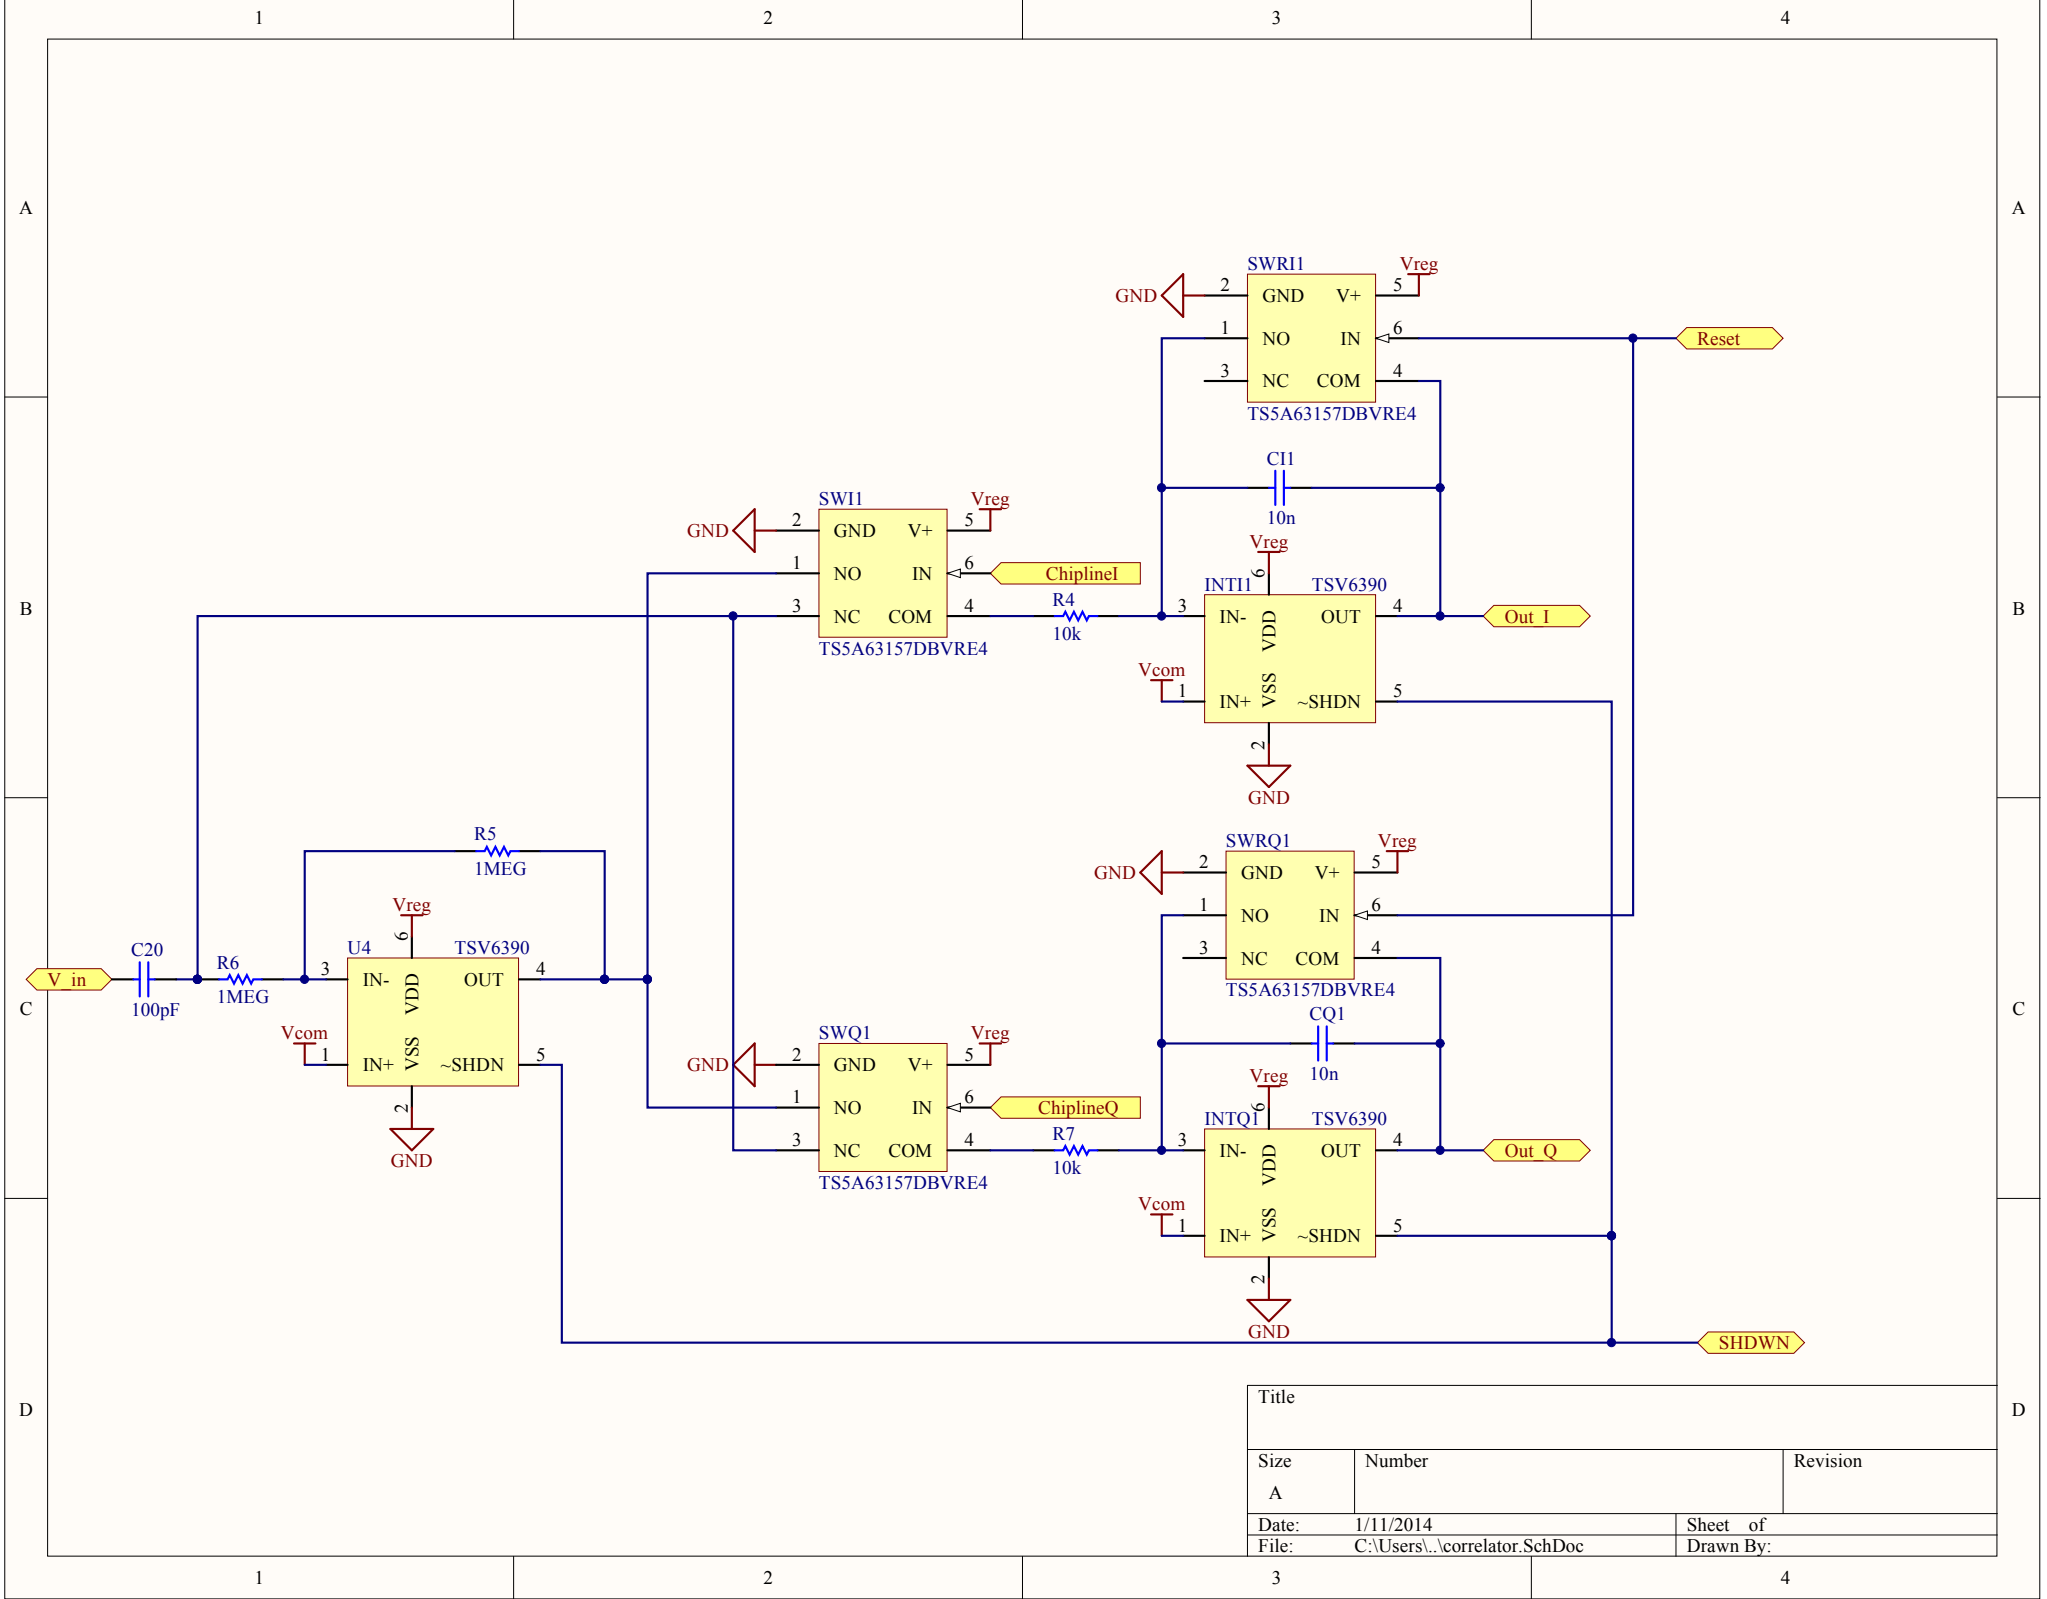 1 2 3 4
A A
SWRI1
Vreg
GND 2 GND V+ 5
1 NO IN 6 Reset
3 NC COM 4
TS5A63157DBVRE4
B B
CI1
10n
SWI1
Vreg
GND 2 GND V+ 5
1 NO IN 6 ChiplineI
3 NC COM 4
TS5A63157DBVRE4
R4
10k
Vreg
6
INTI1 TSV6390
3 IN- VDD OUT 4 Out_I
Vcom
1 IN+ VSS ~SHDN 5
2
GND
C C
R5
1MEG
SWRQ1
Vreg
GND 2 GND V+ 5
1 NO IN 6
3 NC COM 4
TS5A63157DBVRE4
CQ1
10n
V_in
C20
100pF
R6
1MEG
Vreg
6
U4 TSV6390
3 IN- VDD OUT 4
Vcom
1 IN+ VSS ~SHDN 5
2
GND
SWQ1
Vreg
GND 2 GND V+ 5
1 NO IN 6 ChiplineQ
3 NC COM 4
TS5A63157DBVRE4
R7
10k
Vreg
6
INTQ1 TSV6390
3 IN- VDD OUT 4 Out_Q
Vcom
1 IN+ VSS ~SHDN 5
2
GND
SHDWN
D D
Title
Size Number Revision
A
Date: 1/11/2014 Sheet of
File: C:\Users\..\correlator.SchDoc Drawn By:
1 2 3 4